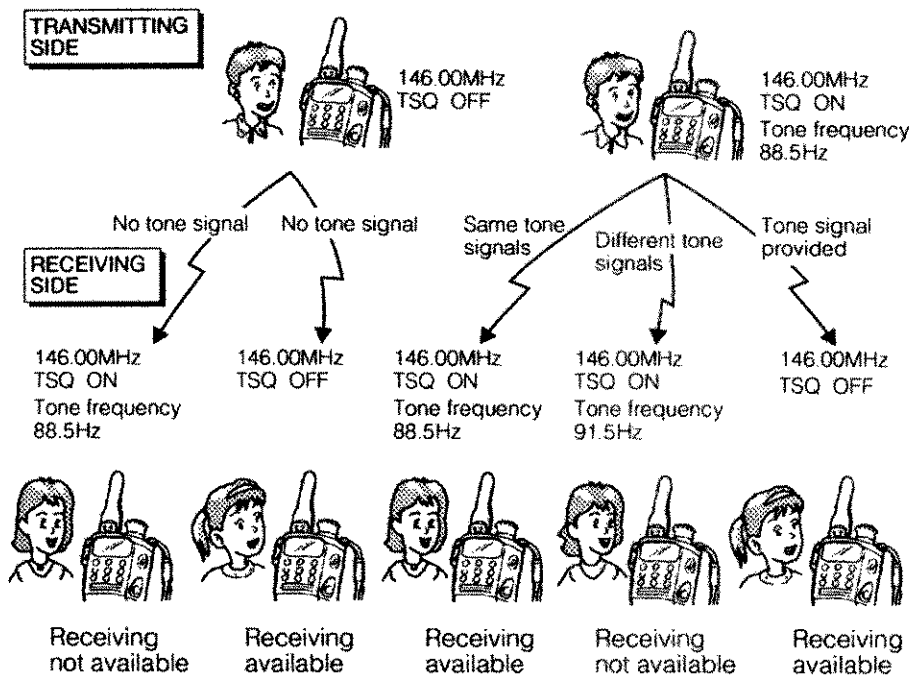 TRANSMITTING
SIDE
146.00MHz
TSQ OFF
146.00MHz
TSQ ON
Tone frequency
88.5Hz
No tone signal
No tone signal
Same tone
signals
Different tone
signals
Tone signal
provided
RECEIVING
SIDE
146.00MHz
TSQ ON
Tone frequency
88.5Hz
146.00MHz
TSQ OFF
146.00MHz
TSQ ON
Tone frequency
88.5Hz
146.00MHz
TSQ ON
Tone frequency
91.5Hz
146.00MHz
TSQ OFF
Receiving
not available
Receiving
available
Receiving
available
Receiving
not available
Receiving
available